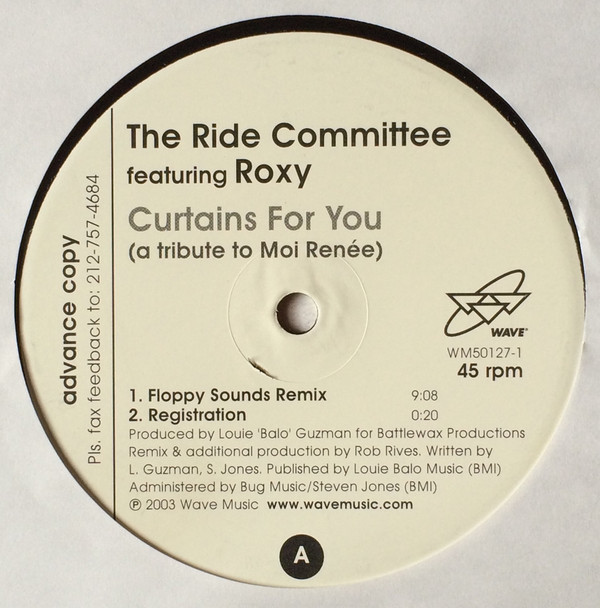 The Ride Committee
featuring Roxy
Curtains For You
(a tribute to Moi Renée)
advance copy
Pls. fax feedback to: 212-757-4684
WAVE
WM50127-1
45 rpm
1. Floppy Sounds Remix 9:08
2. Registration 0:20
Produced by Louie 'Balo' Guzman for Battlewax Productions
Remix & additional production by Rob Rives. Written by
L. Guzman, S. Jones. Published by Louie Balo Music (BMI)
Administered by Bug Music/Steven Jones (BMI)
℗ 2003 Wave Music www.wavemusic.com
A